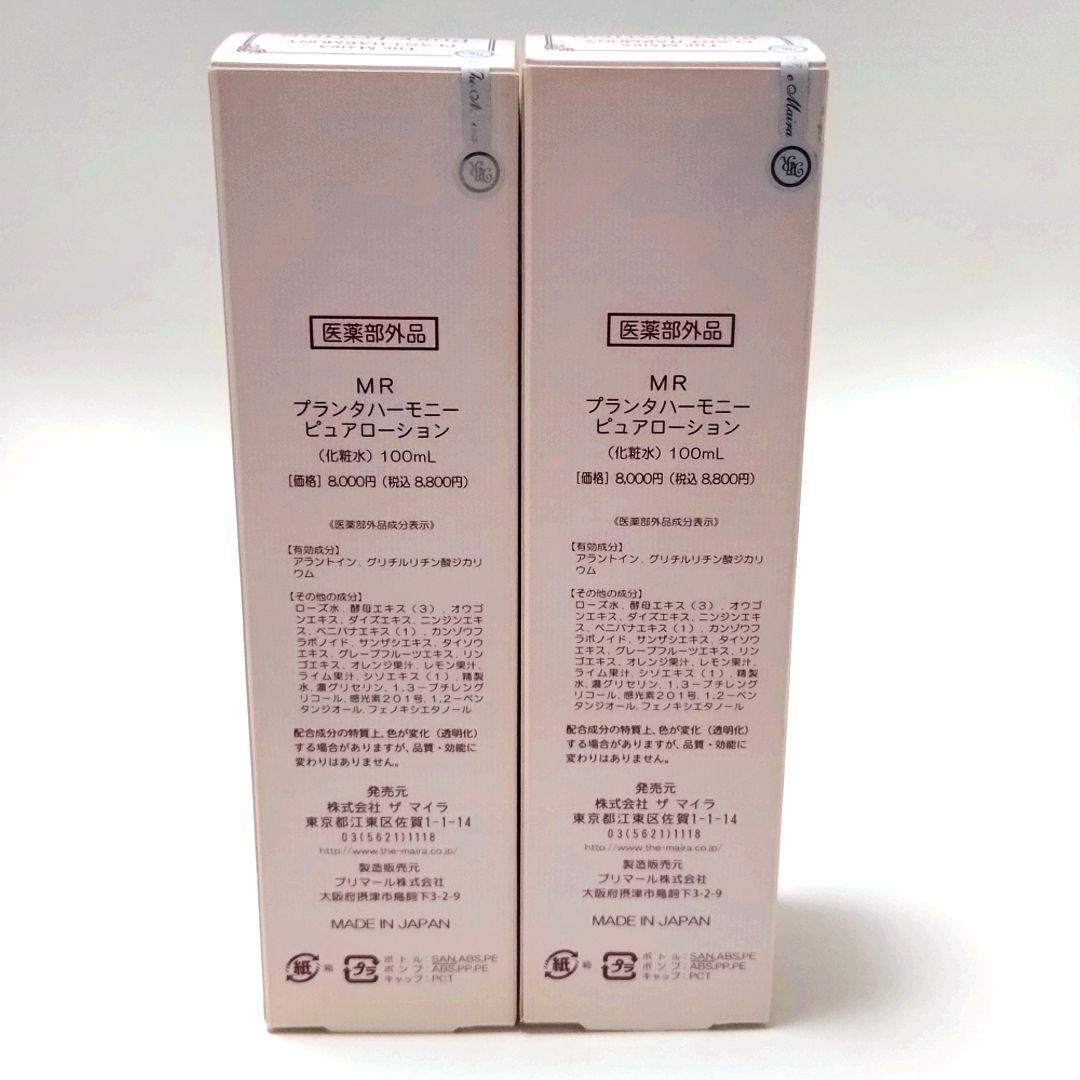 THE MAIRA
PLANT HARMONY
The Maira
医薬部外品
MR
プランタハーモニー
ピュアローション
（化粧水）100mL
［価格］8,000円（税込 8,800円）
《医薬部外品成分表示》
【有効成分】
アラントイン、グリチルリチン酸ジカリ
ウム
【その他の成分】
ローズ水、酵母エキス（3）、オウゴ
ンエキス、ダイズエキス、ニンジンエキ
ス、ベニバナエキス（1）、カンゾウフ
ラボノイド、サンザシエキス、タイソウ
エキス、グレープフルーツエキス、リン
ゴエキス、オレンジ果汁、レモン果汁、
ライム果汁、シソエキス（1）、精製
水、濃グリセリン、1,3－ブチレング
リコール、感光素201号、1,2－ペン
タンジオール、フェノキシエタノール
配合成分の特質上、色が変化（透明化）
する場合がありますが、品質・効能に
変わりはありません。
発売元
株式会社 ザ マイラ
東京都江東区佐賀1-1-14
03(5621)1118
http://www.the-maira.co.jp/
製造販売元
プリマール株式会社
大阪府摂津市鳥飼下3-2-9
MADE IN JAPAN
紙 箱 プラ ボトル：SAN,ABS,PE
ポンプ：ABS,PP,PE
キャップ：PCT
THE MAIRA
PLANT HARMONY
Maira
医薬部外品
MR
プランタハーモニー
ピュアローション
（化粧水）100mL
［価格］8,000円（税込 8,800円）
《医薬部外品成分表示》
【有効成分】
アラントイン、グリチルリチン酸ジカリ
ウム
【その他の成分】
ローズ水、酵母エキス（3）、オウゴ
ンエキス、ダイズエキス、ニンジンエキ
ス、ベニバナエキス（1）、カンゾウフ
ラボノイド、サンザシエキス、タイソウ
エキス、グレープフルーツエキス、リン
ゴエキス、オレンジ果汁、レモン果汁、
ライム果汁、シソエキス（1）、精製
水、濃グリセリン、1,3－ブチレング
リコール、感光素201号、1,2－ペン
タンジオール、フェノキシエタノール
配合成分の特質上、色が変化（透明化）
する場合がありますが、品質・効能に
変わりはありません。
発売元
株式会社 ザ マイラ
東京都江東区佐賀1-1-14
03(5621)1118
http://www.the-maira.co.jp/
製造販売元
プリマール株式会社
大阪府摂津市鳥飼下3-2-9
MADE IN JAPAN
紙 箱 プラ ボトル：SAN,ABS,PE
ポンプ：ABS,PP,PE
キャップ：PCT